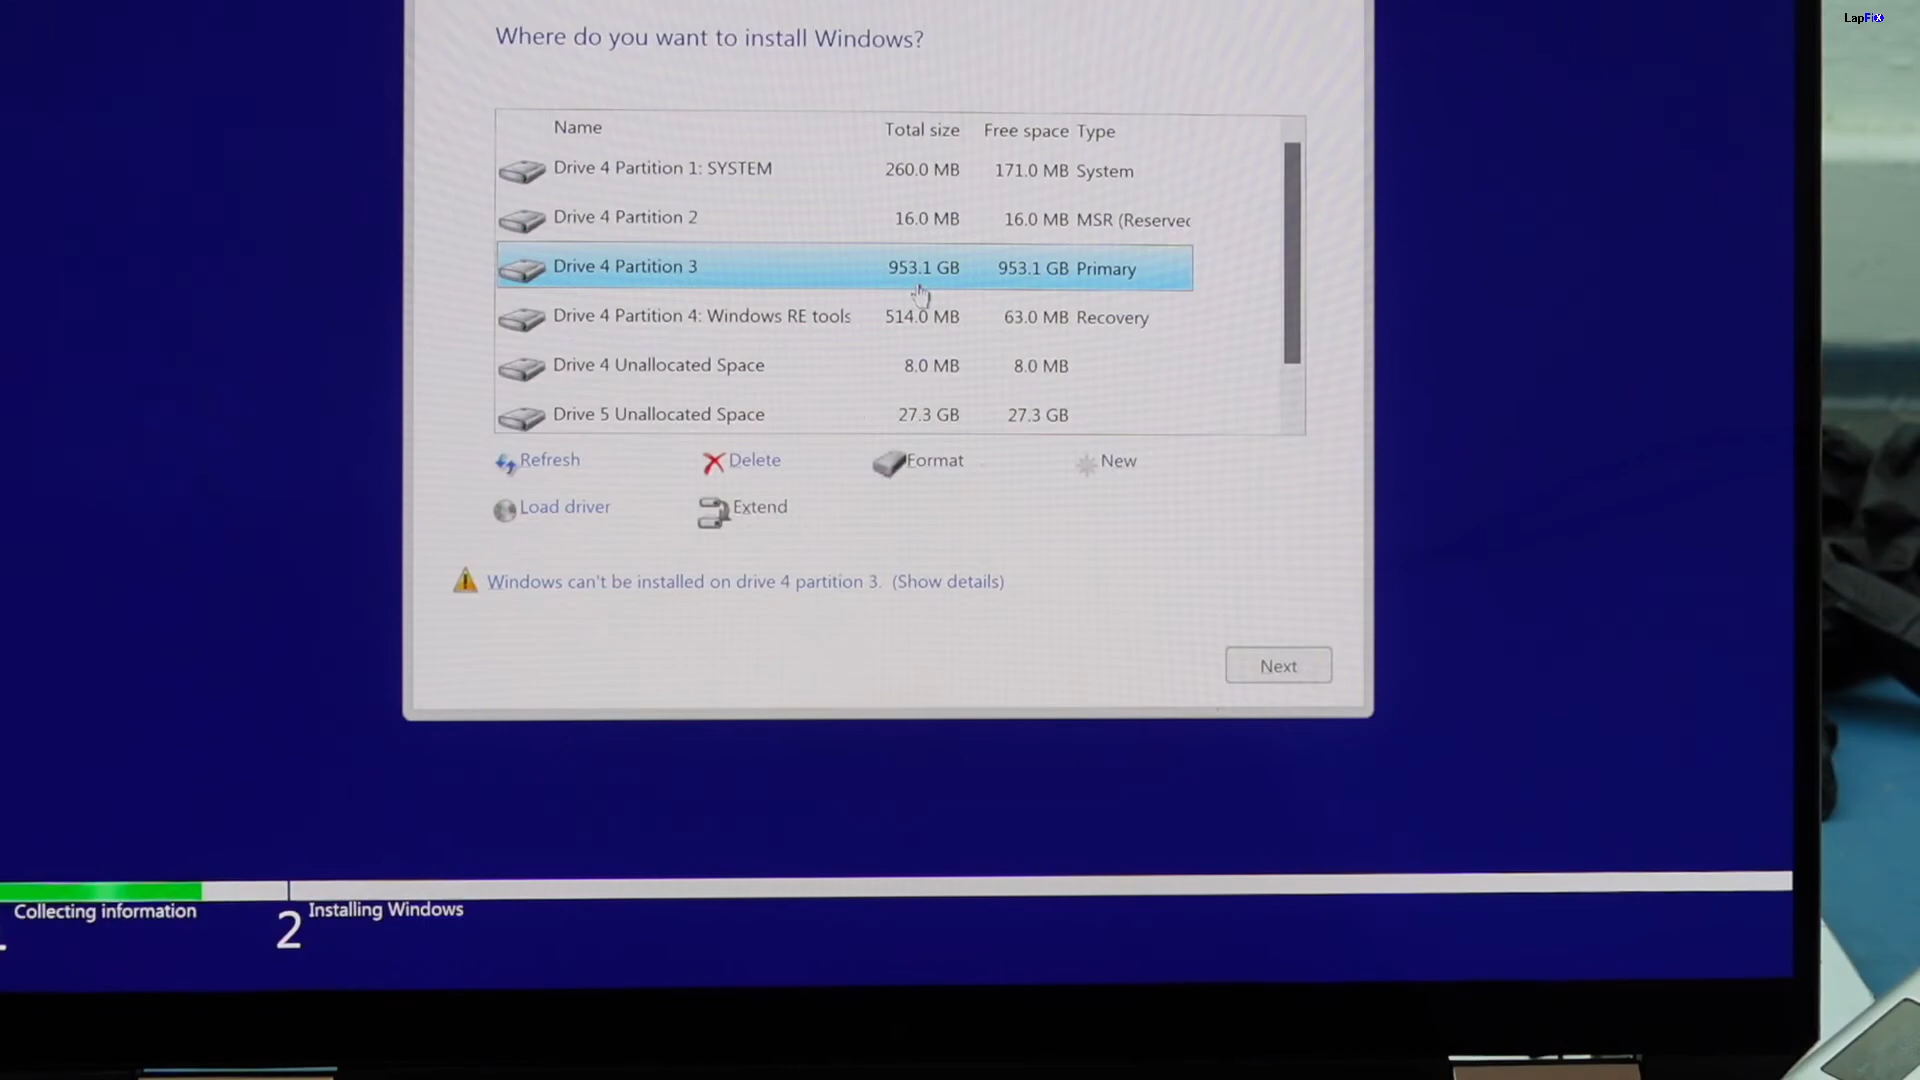 LapFix
Where do you want to install Windows?
Name Total size Free space Type
Drive 4 Partition 1: SYSTEM 260.0 MB 171.0 MB System
Drive 4 Partition 2 16.0 MB 16.0 MB MSR (Reserved
Drive 4 Partition 3 953.1 GB 953.1 GB Primary
Drive 4 Partition 4: Windows RE tools 514.0 MB 63.0 MB Recovery
Drive 4 Unallocated Space 8.0 MB 8.0 MB
Drive 5 Unallocated Space 27.3 GB 27.3 GB
Refresh Delete Format New
Load driver Extend
Windows can't be installed on drive 4 partition 3. (Show details)
Next
Collecting information
2 Installing Windows